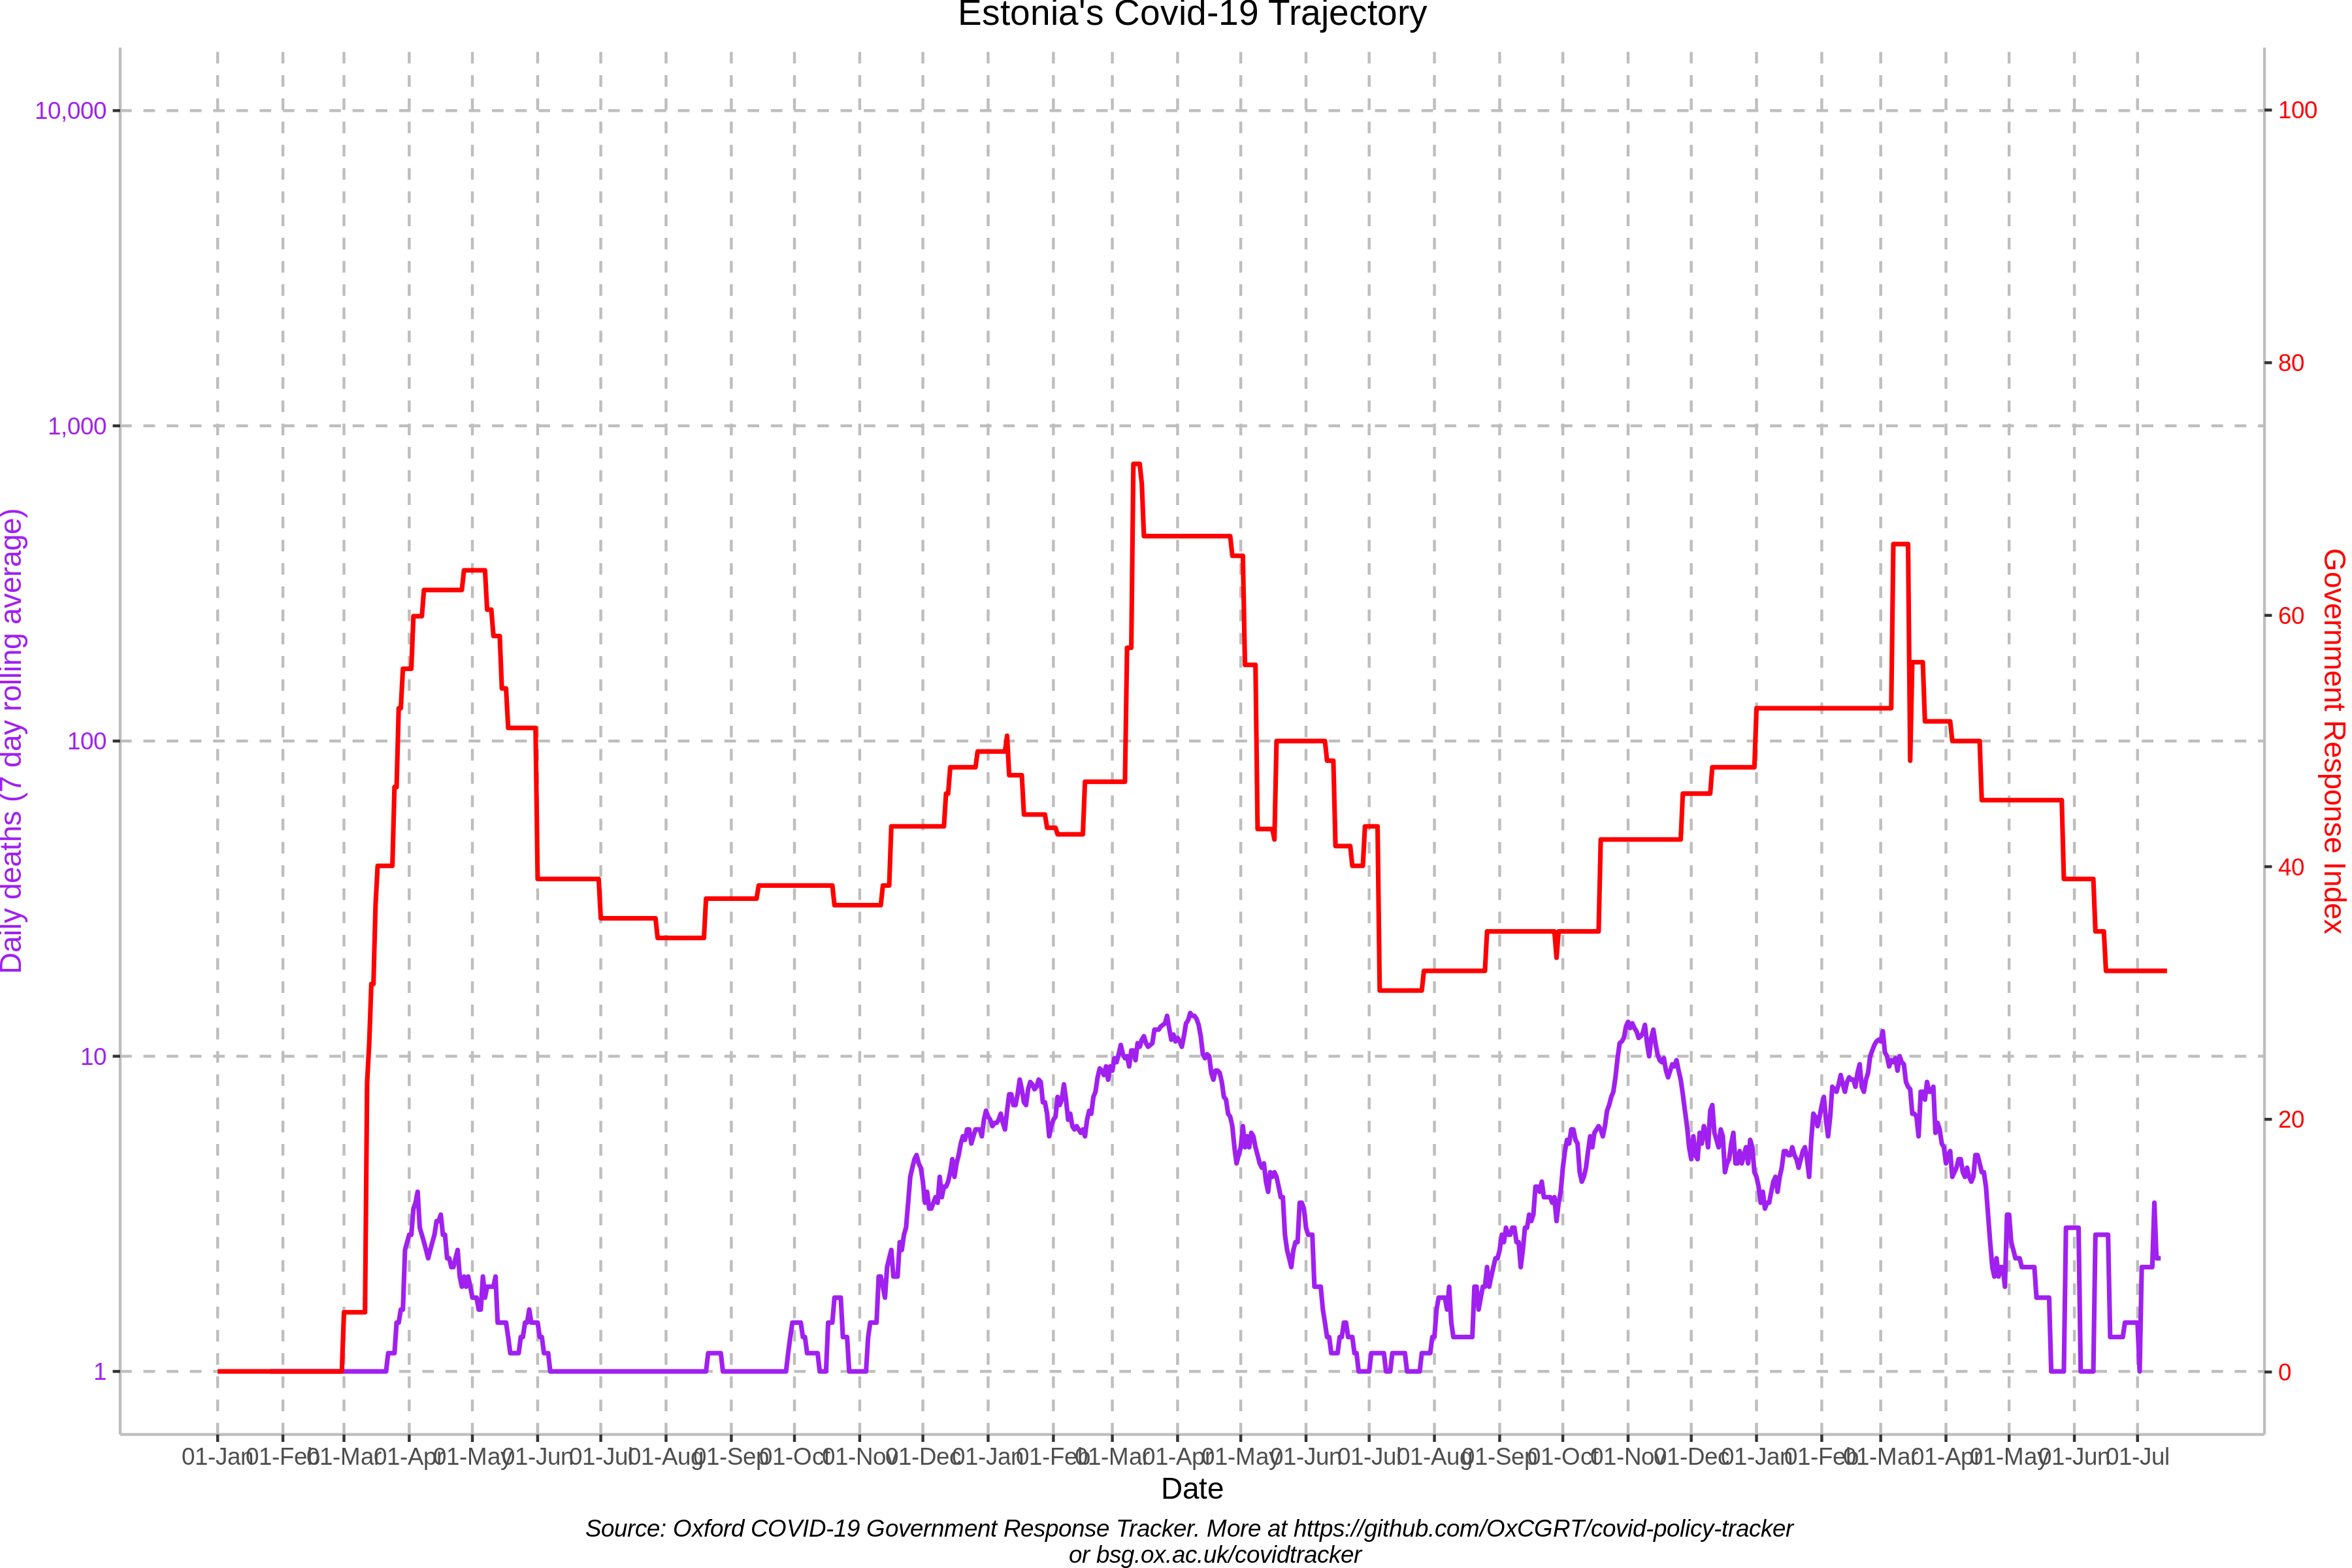 Estonia's Covid-19 Trajectory
10,000
1,000
100
10
1
Daily deaths (7 day rolling average)
100
80
60
40
20
0
Government Response Index
01-Jan 01-Feb 01-Mar 01-Apr 01-May 01-Jun 01-Jul 01-Aug 01-Sep 01-Oct 01-Nov 01-Dec 01-Jan 01-Feb 01-Mar 01-Apr 01-May 01-Jun 01-Jul 01-Aug 01-Sep 01-Oct 01-Nov 01-Dec 01-Jan 01-Feb 01-Mar 01-Apr 01-May 01-Jun 01-Jul
Date
Source: Oxford COVID-19 Government Response Tracker. More at https://github.com/OxCGRT/covid-policy-tracker
or bsg.ox.ac.uk/covidtracker